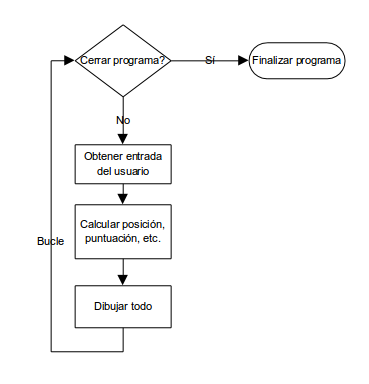 Cerrar programa?
Sí
Finalizar programa
No
Obtener entrada
del usuario
Calcular posición,
puntuación, etc.
Bucle
Dibujar todo